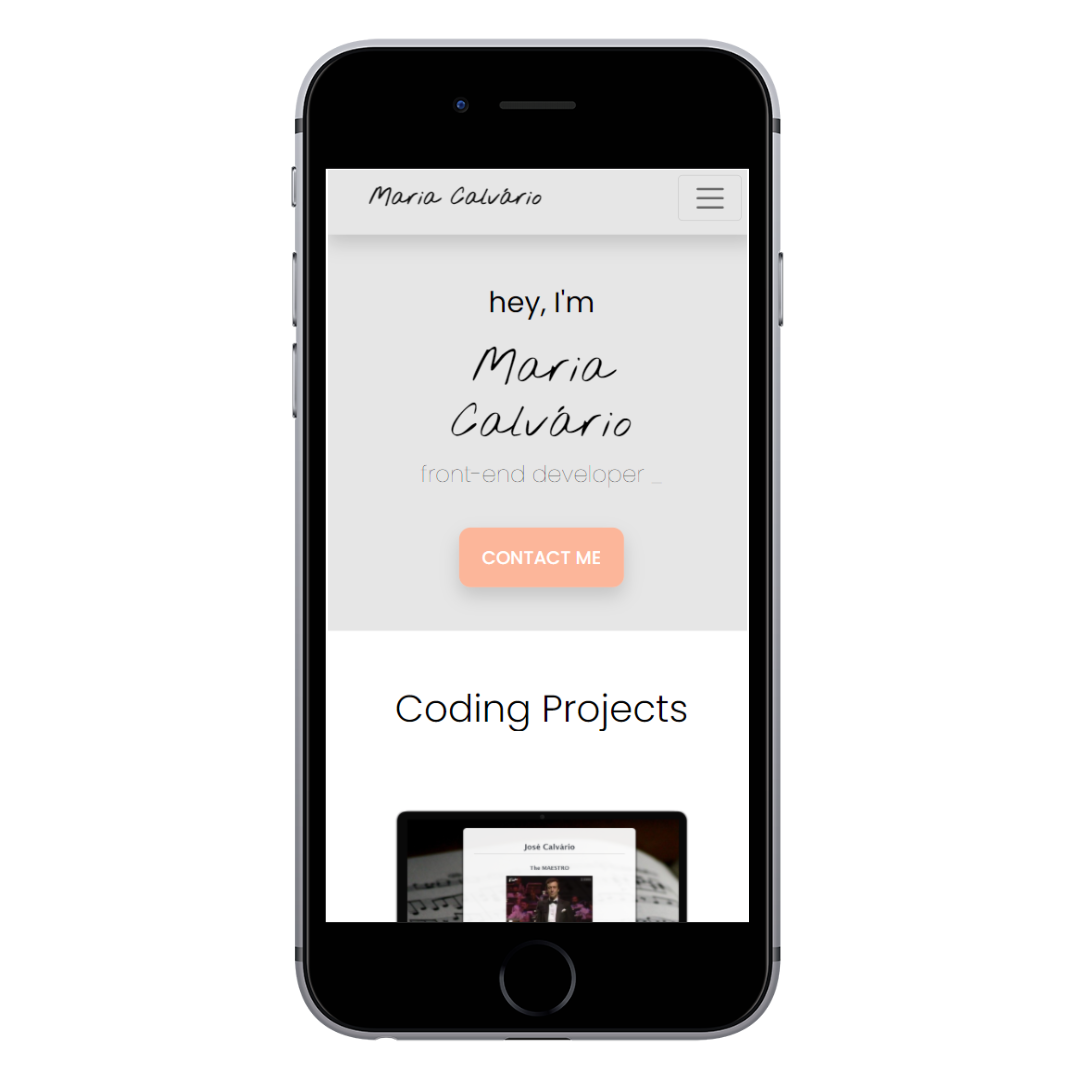 Maria Calvário
hey, I'm
Maria
Calvário
front-end developer _
CONTACT ME
Coding Projects
José Calvário
The MAESTRO